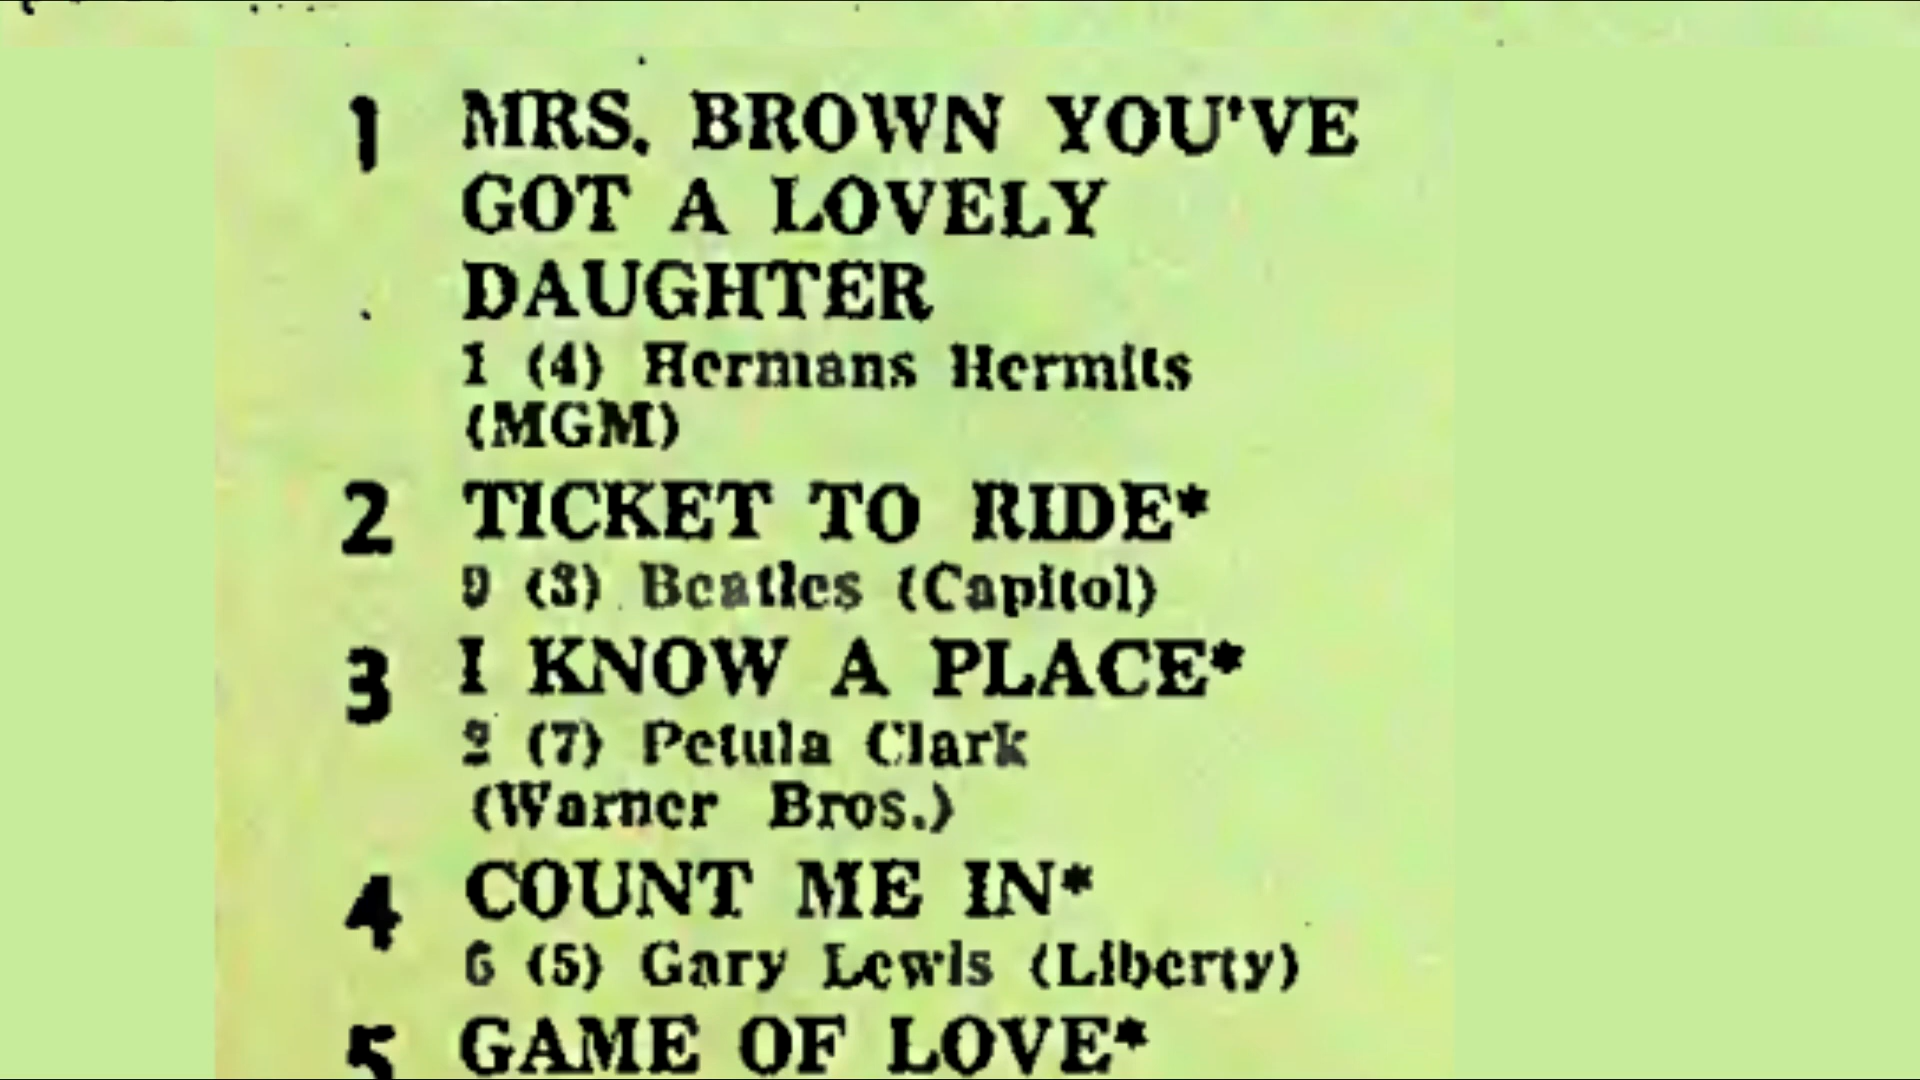 1 MRS. BROWN YOU'VE
GOT A LOVELY
DAUGHTER
1 (4) Hermans Hermits
(MGM)
2 TICKET TO RIDE*
9 (3) Beatles (Capitol)
3 I KNOW A PLACE*
2 (7) Petula Clark
(Warner Bros.)
4 COUNT ME IN*
6 (5) Gary Lewis (Liberty)
5 GAME OF LOVE*